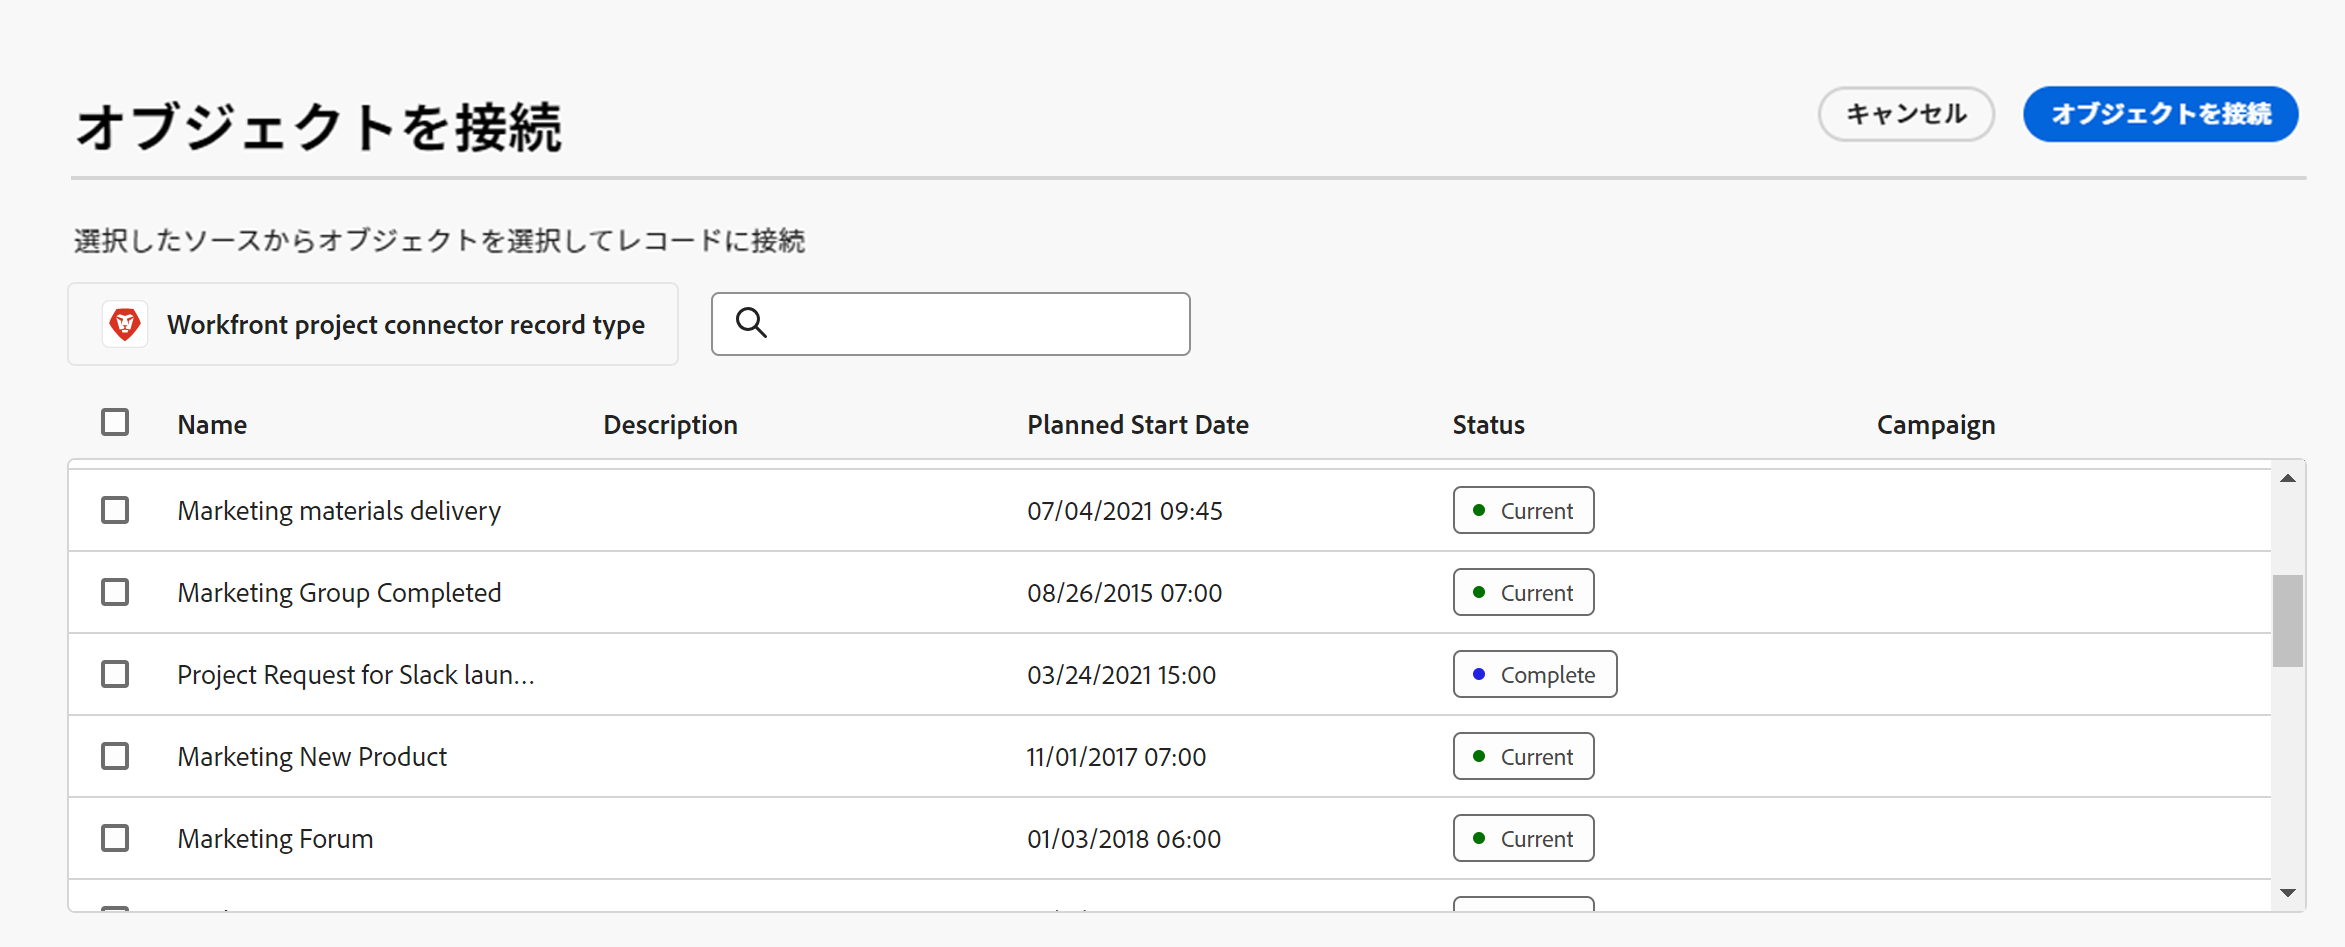 オブジェクトを接続
キャンセル
オブジェクトを接続
選択したソースからオブジェクトを選択してレコードに接続
Workfront project connector record type
Name Description Planned Start Date Status Campaign
Marketing materials delivery 07/04/2021 09:45 Current
Marketing Group Completed 08/26/2015 07:00 Current
Project Request for Slack laun... 03/24/2021 15:00 Complete
Marketing New Product 11/01/2017 07:00 Current
Marketing Forum 01/03/2018 06:00 Current